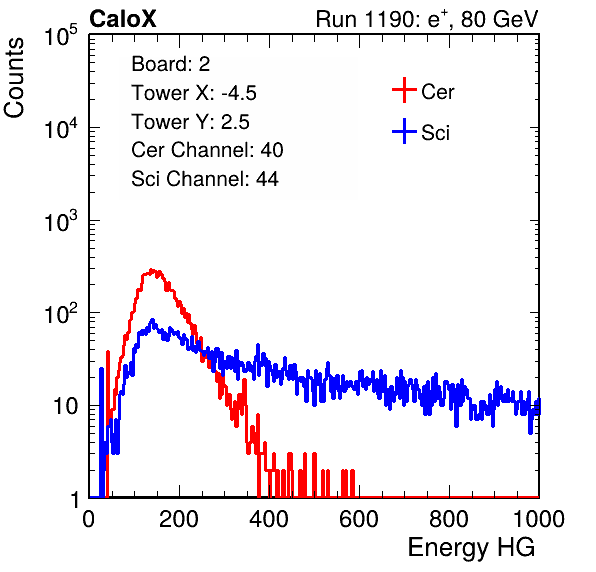 CaloX Run 1190: e⁺, 80 GeV
Counts
Board: 2
Tower X: -4.5
Tower Y: 2.5
Cer Channel: 40
Sci Channel: 44
Cer
Sci
10⁵
10⁴
10³
10²
10
1
0 200 400 600 800 1000
Energy HG